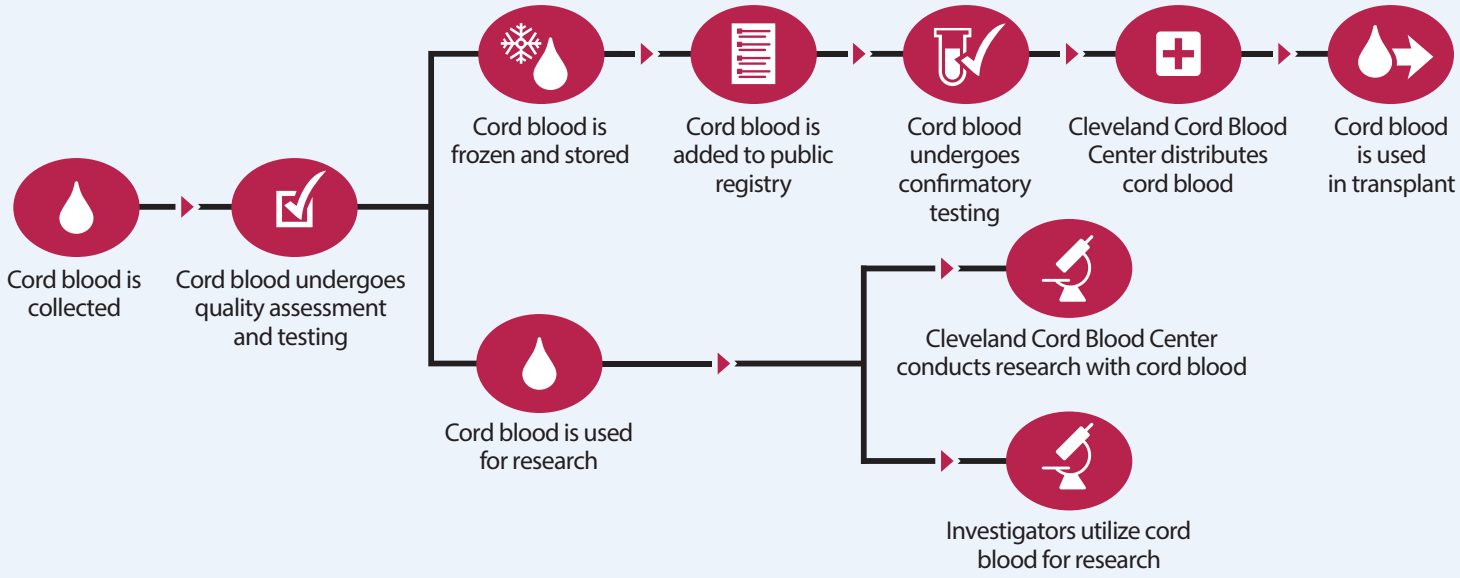 Cord blood is
collected
Cord blood undergoes
quality assessment
and testing
Cord blood is
frozen and stored
Cord blood is
added to public
registry
Cord blood
undergoes
confirmatory
testing
Cleveland Cord Blood
Center distributes
cord blood
Cord blood
is used
in transplant
Cord blood is used
for research
Cleveland Cord Blood Center
conducts research with cord blood
Investigators utilize cord
blood for research